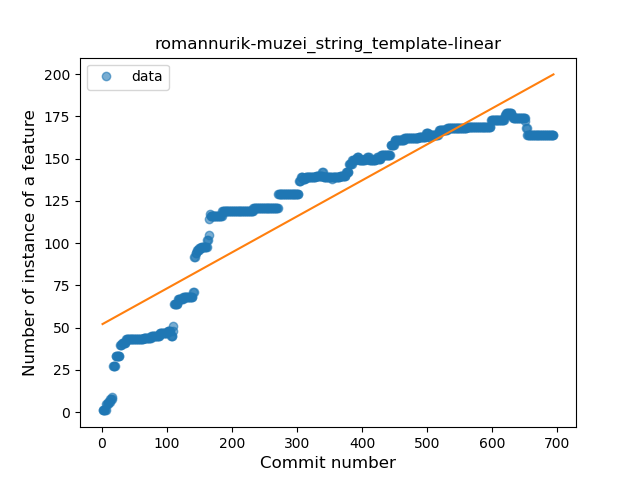 romannurik-muzei_string_template-linear
data
Number of instance of a feature
200
175
150
125
100
75
50
25
0
0 100 200 300 400 500 600 700
Commit number